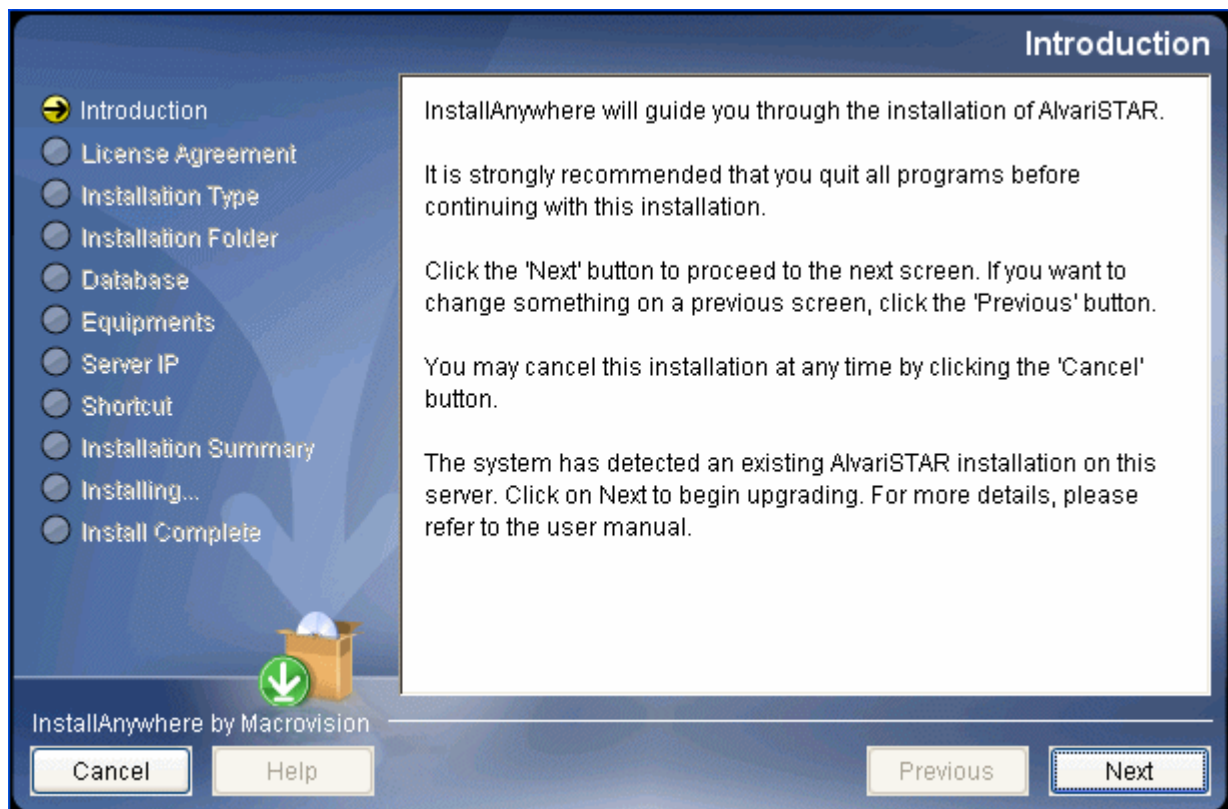 Introduction
Introduction
License Agreement
Installation Type
Installation Folder
Database
Equipments
Server IP
Shortcut
Installation Summary
Installing...
Install Complete
InstallAnywhere will guide you through the installation of AlvariSTAR.
It is strongly recommended that you quit all programs before
continuing with this installation.
Click the 'Next' button to proceed to the next screen. If you want to
change something on a previous screen, click the 'Previous' button.
You may cancel this installation at any time by clicking the 'Cancel'
button.
The system has detected an existing AlvariSTAR installation on this
server. Click on Next to begin upgrading. For more details, please
refer to the user manual.
InstallAnywhere by Macrovision
Cancel
Help
Previous
Next